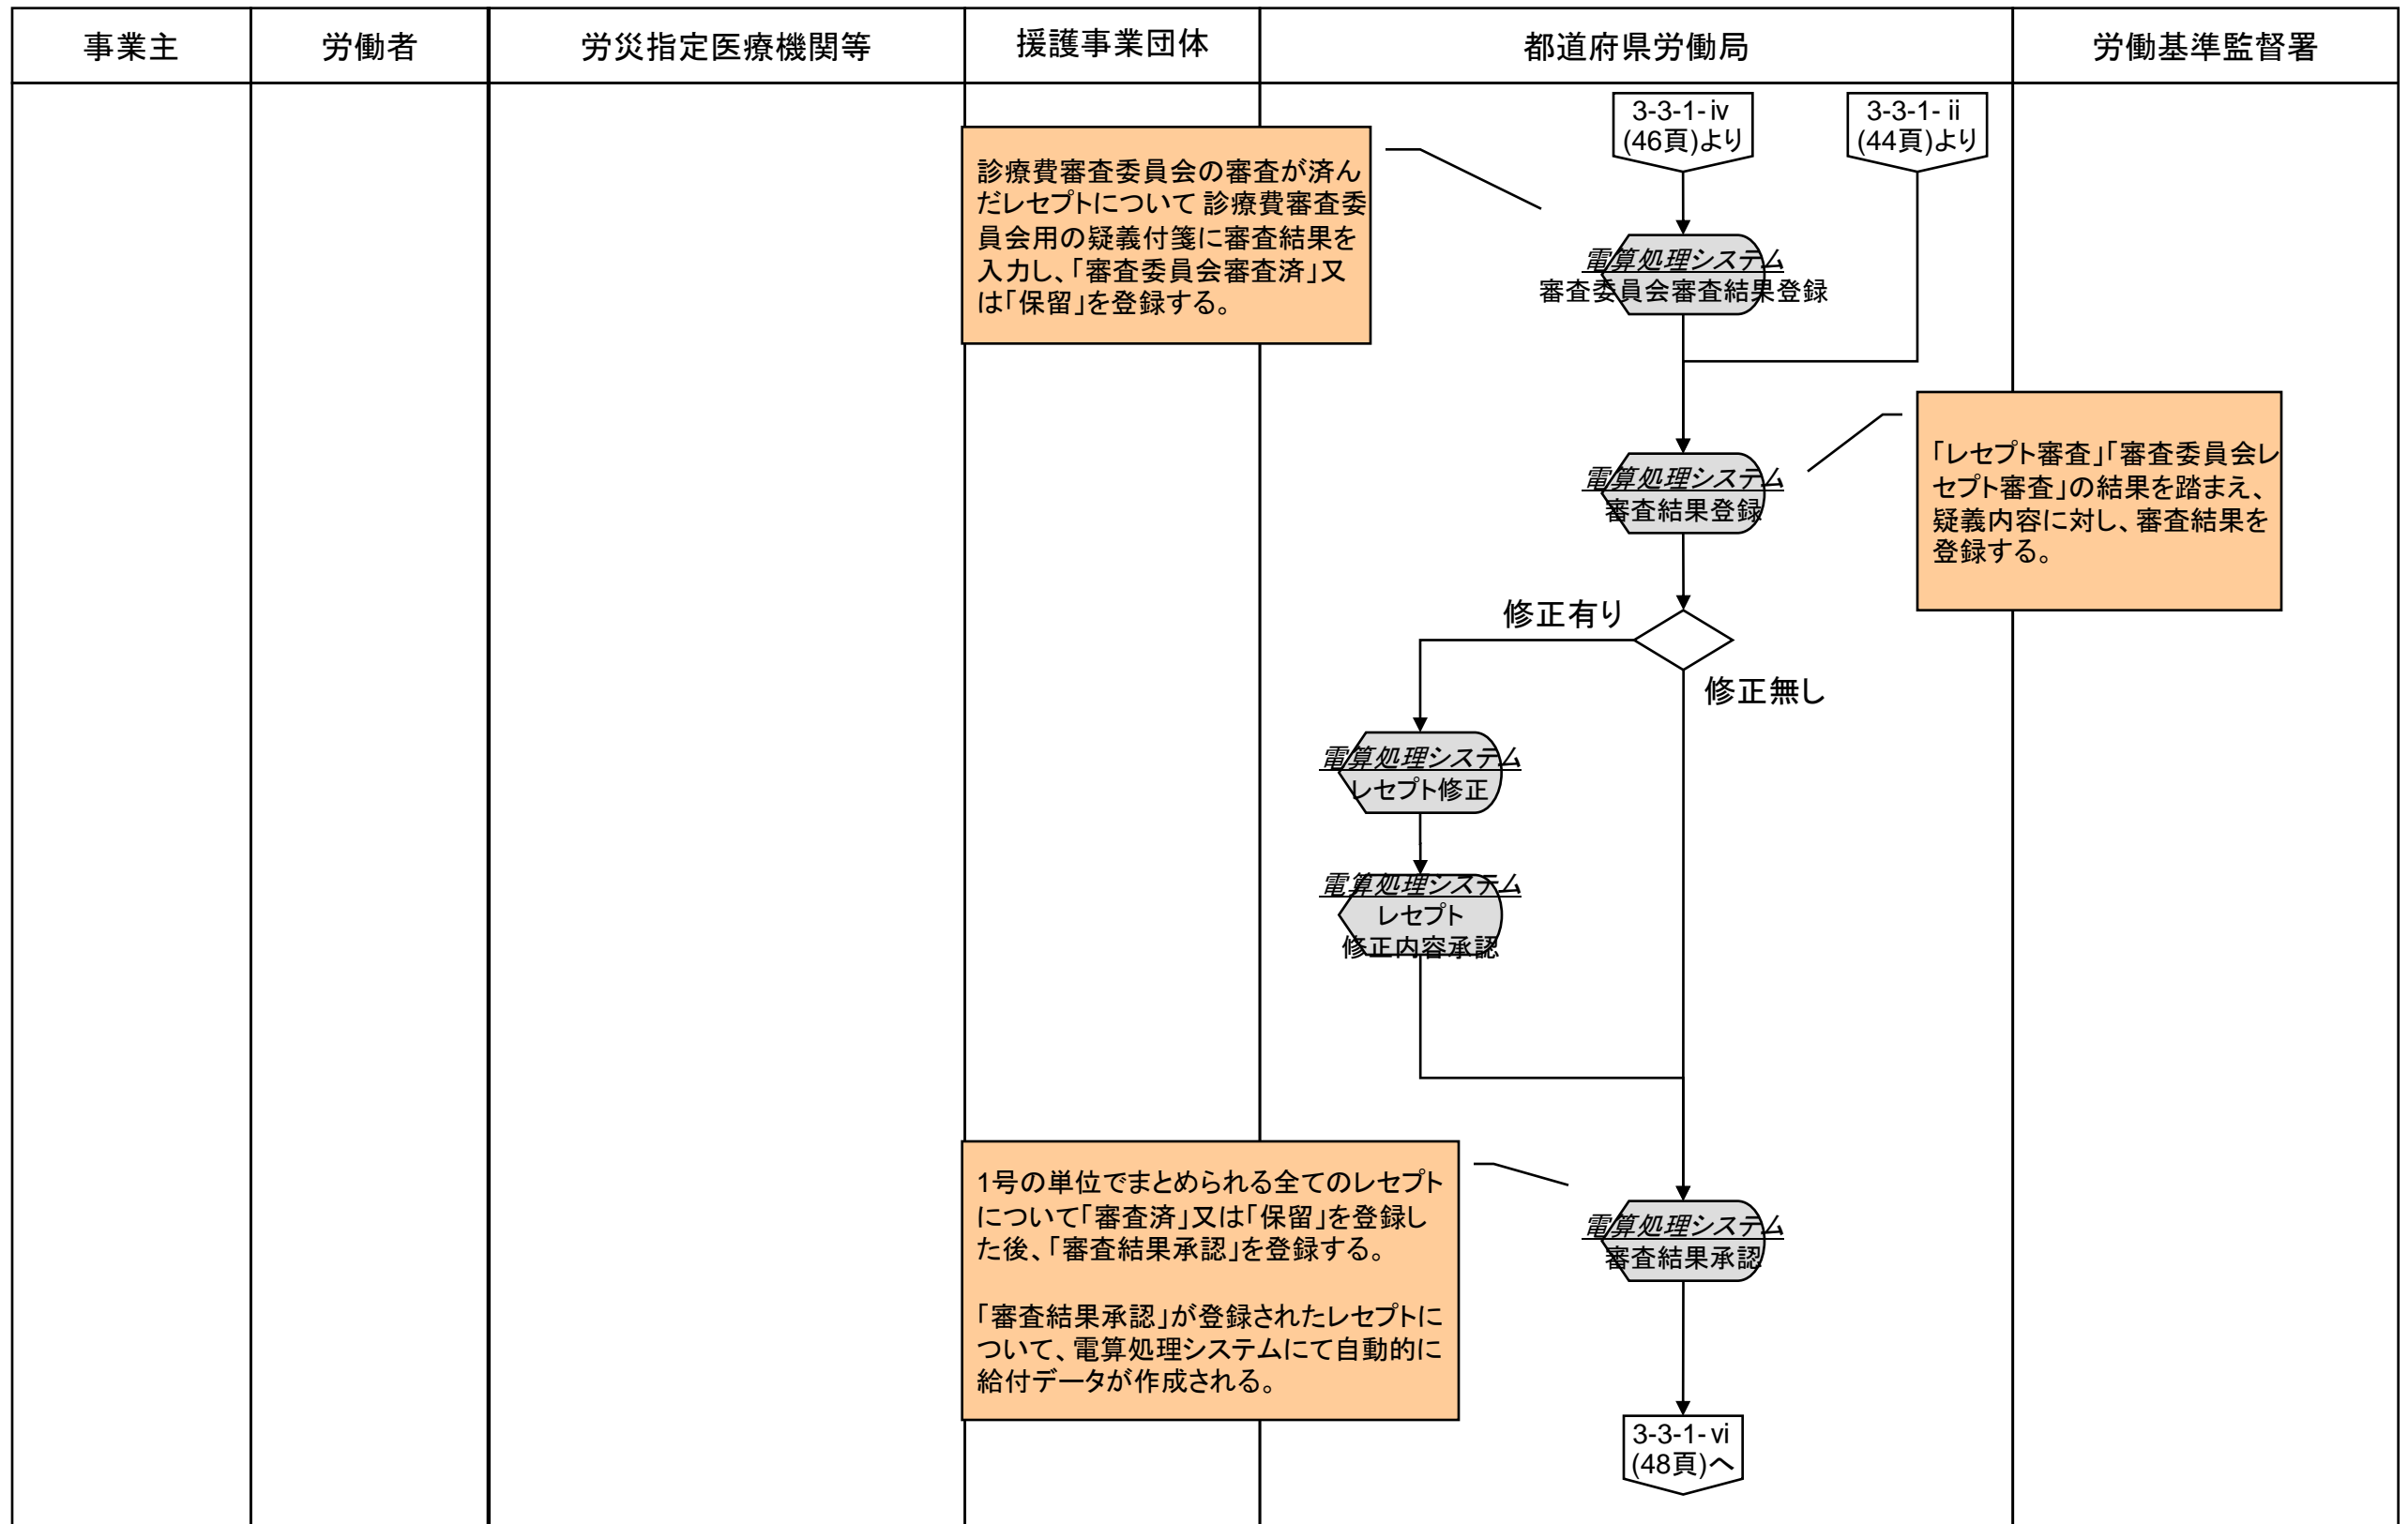 事業主
労働者
労災指定医療機関等
援護事業団体
都道府県労働局
労働基準監督署
3-3-1-ⅳ
(46頁)より
3-3-1-ⅱ
(44頁)より
診療費審査委員会の審査が済ん
だレセプトについて 診療費審査委
員会用の疑義付箋に審査結果を
入力し、「審査委員会審査済」又
は「保留」を登録する。
電算処理システム
審査委員会審査結果登録
「レセプト審査」「審査委員会レ
セプト審査」の結果を踏まえ、
疑義内容に対し、審査結果を
登録する。
電算処理システム
審査結果登録
修正有り
修正無し
電算処理システム
レセプト修正
電算処理システム
レセプト
修正内容承認
1号の単位でまとめられる全てのレセプト
について「審査済」又は「保留」を登録し
た後、「審査結果承認」を登録する。
「審査結果承認」が登録されたレセプトに
ついて、電算処理システムにて自動的に
給付データが作成される。
電算処理システム
審査結果承認
3-3-1-ⅵ
(48頁)へ